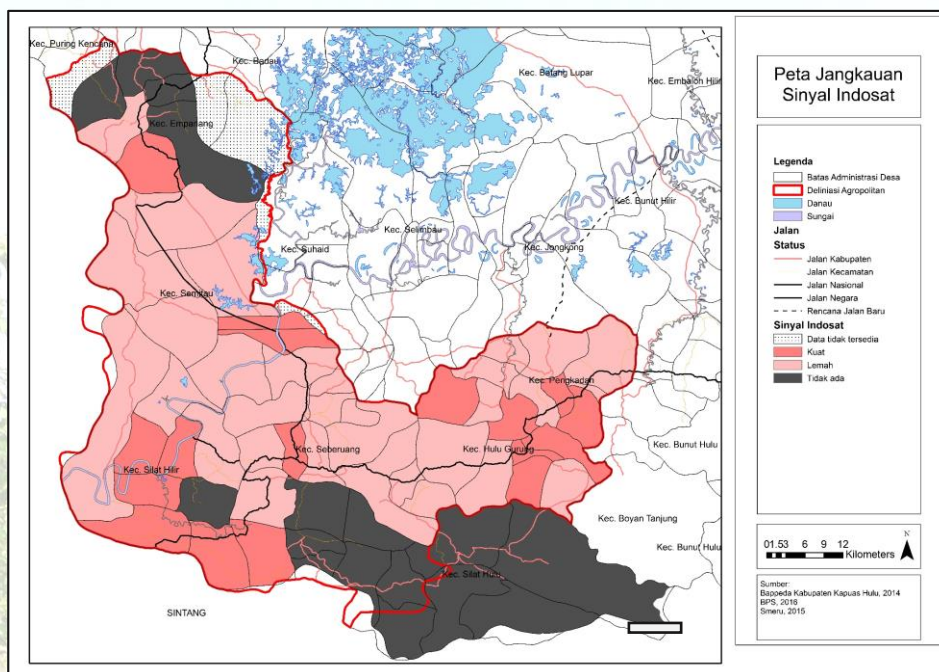 Kec. Puring Kencana
Kec. Badau
Kec. Batang Lupar
Kec. Embaloh Hilir
Kec. Empanang
Kec. Bunut Hilir
Kec. Selimbau
Kec. Suhaid
Kec. Jongkong
Kec. Semitau
Kec. Pengkadan
Kec. Bunut Hulu
Kec. Seberuang
Kec. Hulu Gurung
Kec. Silat Hilir
Kec. Boyan Tanjung
Kec. Bunut Hulu
Kec. Silat Hulu
SINTANG
Peta Jangkauan
Sinyal Indosat
Legenda
Batas Administrasi Desa
Deliniasi Agropolitan
Danau
Sungai
Jalan
Status
Jalan Kabupaten
Jalan Kecamatan
Jalan Nasional
Jalan Negara
Rencana Jalan Baru
Sinyal Indosat
Data tidak tersedia
Kuat
Lemah
Tidak ada
N
01.53 6 9 12
Kilometers
Sumber:
Bappeda Kabupaten Kapuas Hulu, 2014
BPS, 2016
Smeru, 2015